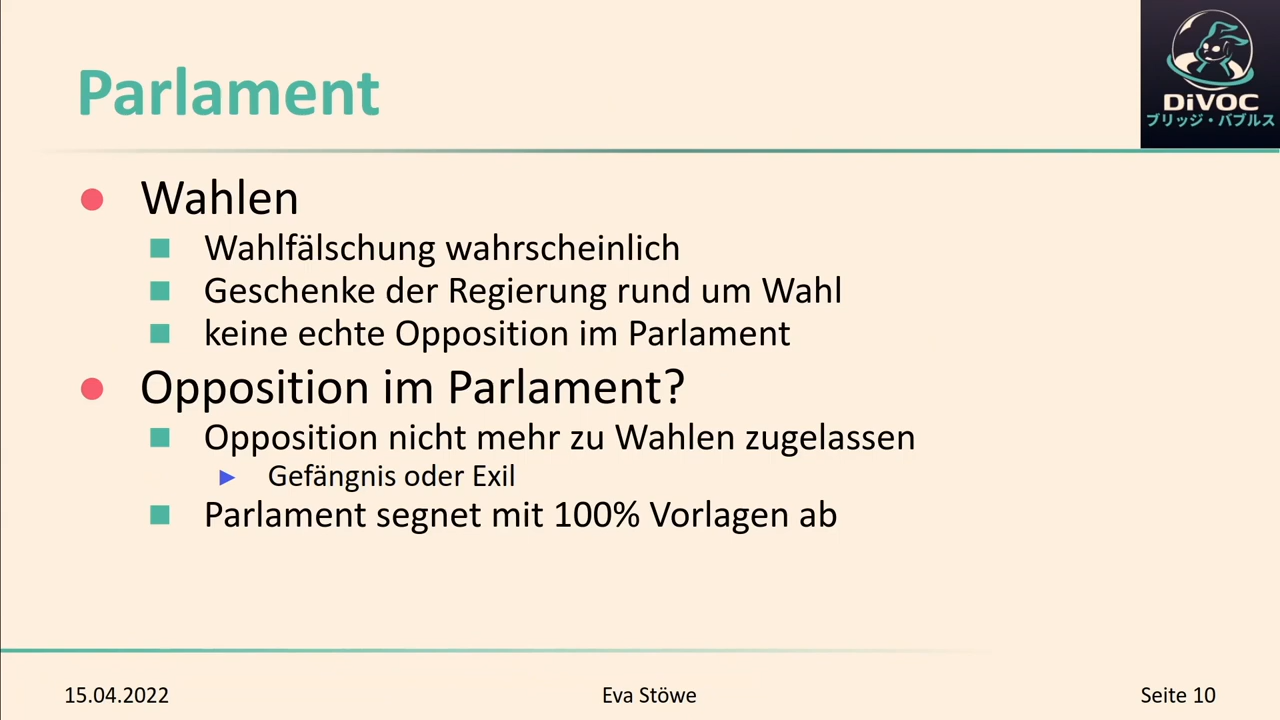 Parlament
DiVOC
ブリッジ・バブルス
Wahlen
Wahlfälschung wahrscheinlich
Geschenke der Regierung rund um Wahl
keine echte Opposition im Parlament
Opposition im Parlament?
Opposition nicht mehr zu Wahlen zugelassen
Gefängnis oder Exil
Parlament segnet mit 100% Vorlagen ab
15.04.2022
Eva Stöwe
Seite 10